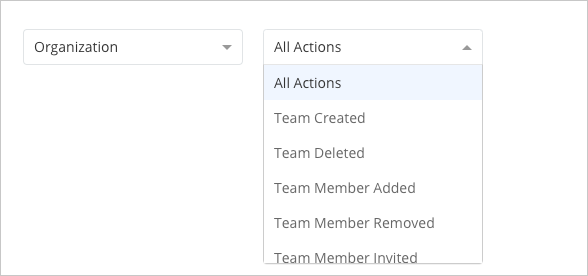 Organization
All Actions
All Actions
Team Created
Team Deleted
Team Member Added
Team Member Removed
Team Member Invited